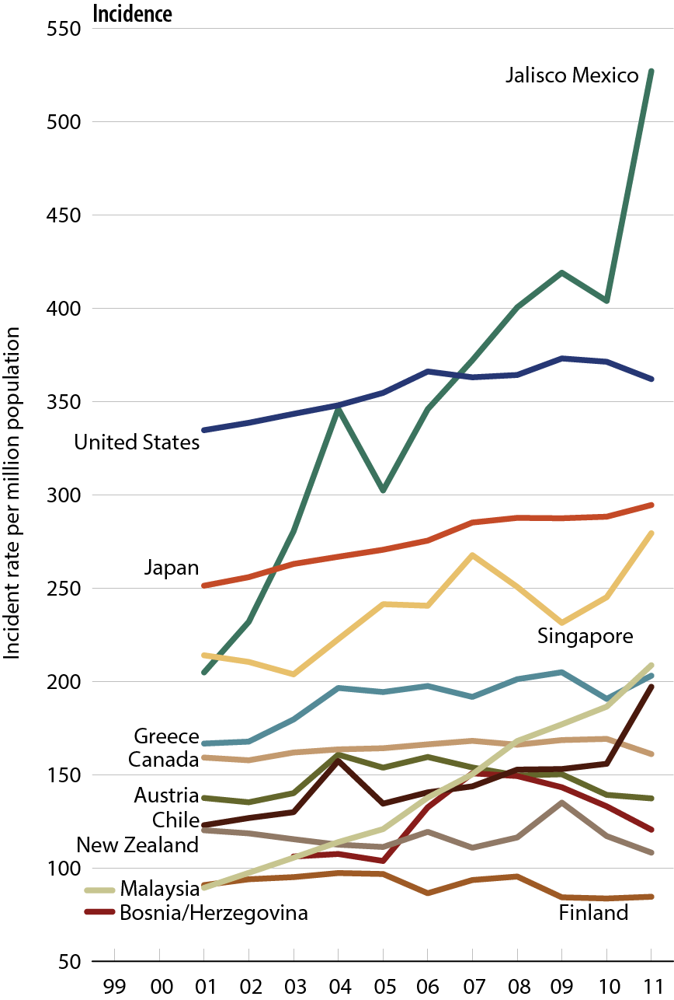 Incidence
550
Jalisco Mexico
500
450
400
350
United States
300
Japan
250
Singapore
200
Greece
Canada
150
Austria
Chile
New Zealand
100
Malaysia
Bosnia/Herzegovina
Finland
50
99 00 01 02 03 04 05 06 07 08 09 10 11
Incident rate per million population